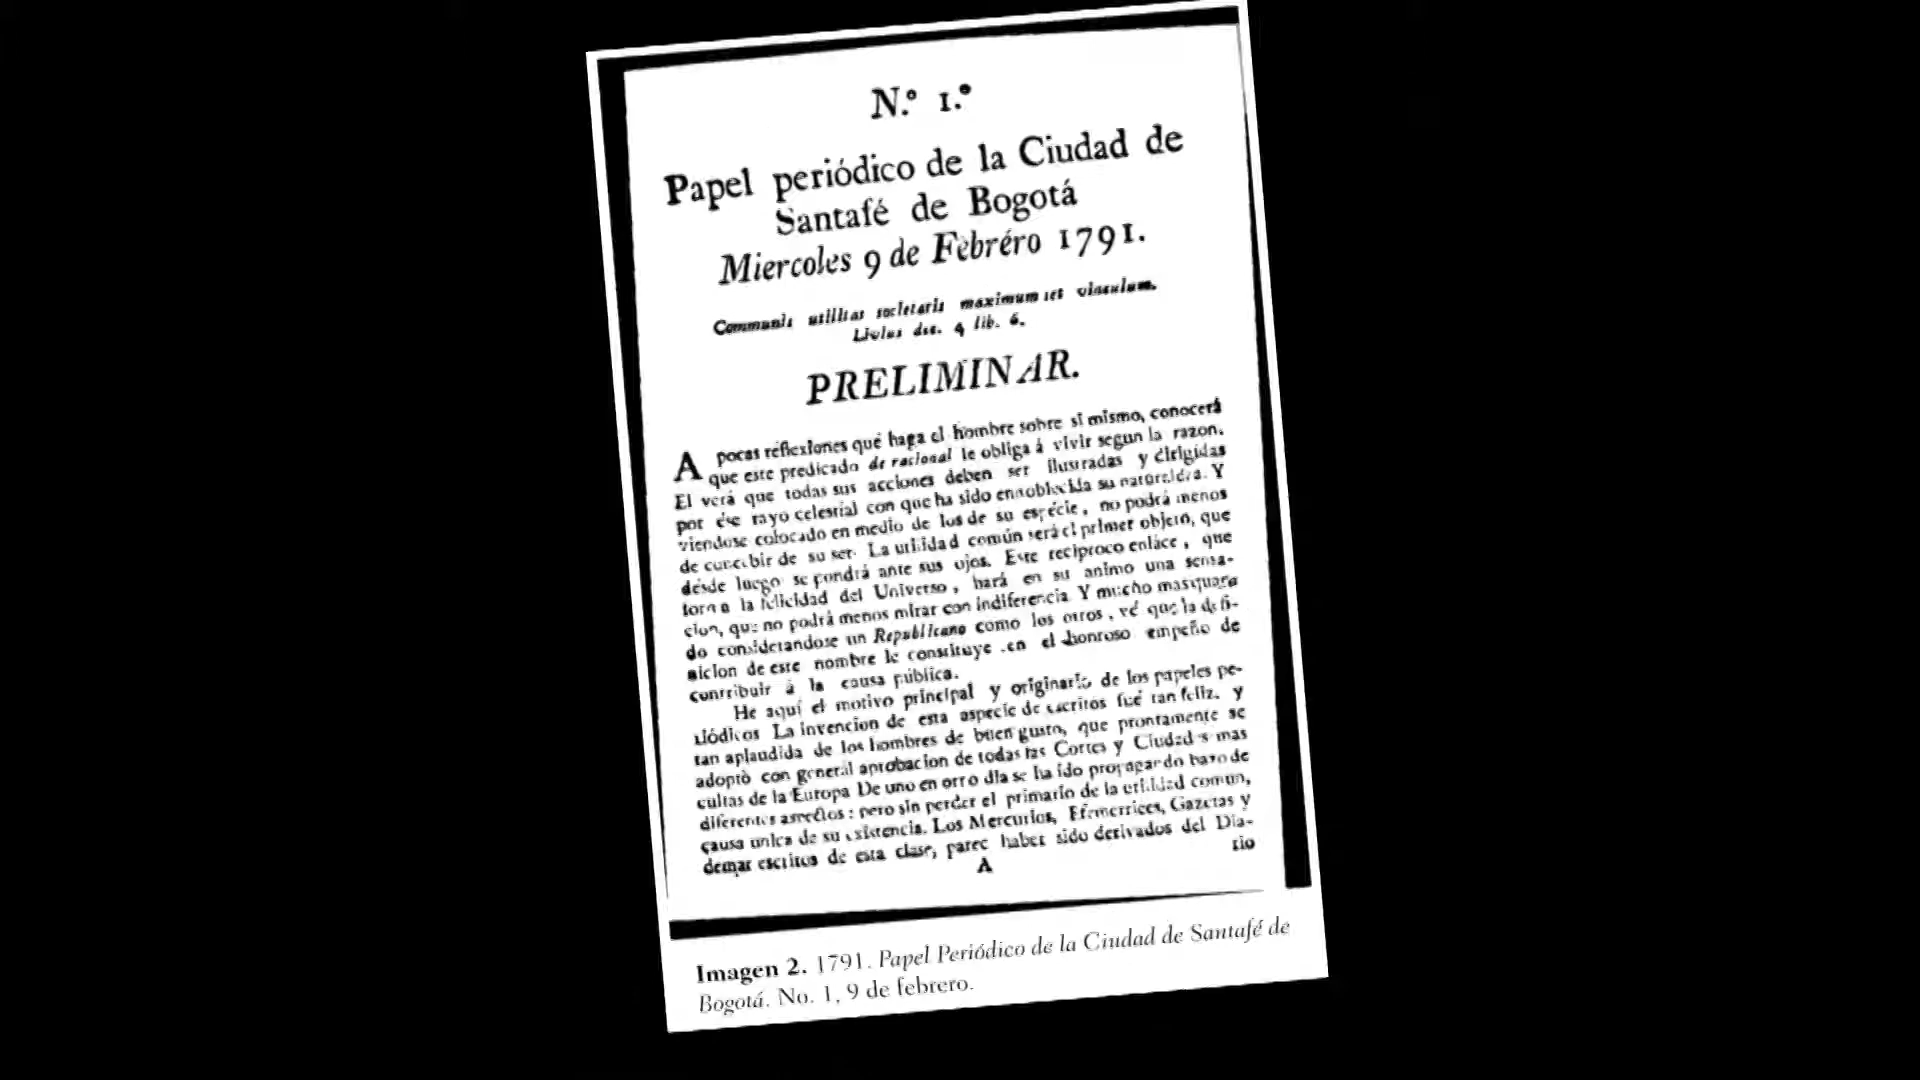 N.º 1.º
Papel periódico de la Ciudad de
Santafé de Bogotá
Miercoles 9 de Febréro 1791.
Communis utilitas societatis maximum est vinculum.
Livius dec. 4 lib. 6.
PRELIMINAR.
A pocas reflexîones que haga el hombre sobre sî mismo, conocerá
que este predicado de racional le obliga á vivir segun la razon.
El verá que todas sus acciones deben ser ilustradas y dirigidas
por ese rayo celestial con que ha sido ennoblecida su naturaleza. Y
viendose colocado en medio de los de su espécie, no podrá menos
de concebir de su ser. La utilidad común será el primer objeto, que
desde luego se pondrá ante sus ojos. Este reciproco enláce, que
forma la felicidad del Universo, hará en su animo una sensa-
cion, que no podrá menos mirar con indiferencia. Y mucho mas quan-
do considerandose un Republicano como los otros, vé que la defi-
nicion de este nombre le constituye en el honroso empeño de
contribuir á la causa pública.
He aquí el motivo principal y originario de los papeles pe-
riódicos La invencion de esta aspecie de escritos fué tan feliz, y
tan aplaudida de los hombres de buen gusto, que prontamente se
adoptò con general aprobacion de todas las Cortes y Ciudades mas
cultas de la Europa De uno en otro dia se ha ido propagando baxo de
diferentes aspectos: pero sin perder el primario de la utilidad comun,
causa unica de su existencia. Los Mercurios, Efemerides, Gazetas y
demas escritos de esta clase, parec haber sido derivados del Dia-
A
rio
Imagen 2. 1791. Papel Periódico de la Ciudad de Santafé de
Bogotá. No. 1, 9 de febrero.